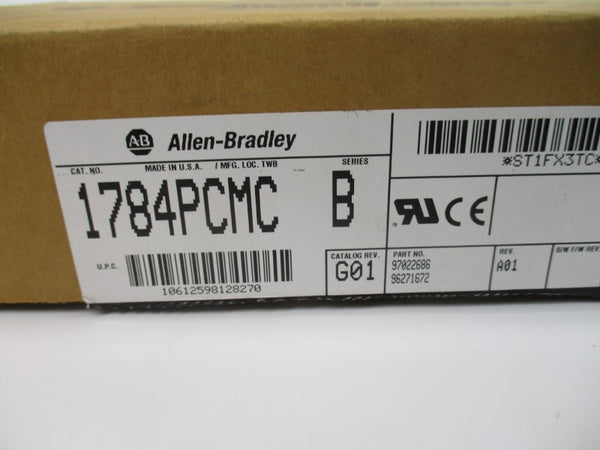 AB Allen-Bradley
CAT. NO. MADE IN U.S.A. / MFG. LOC. TWB SERIES
1784PCMC B
U.P.C.
10612598128270
CATALOG REV.
G01
*ST1FX3TC*
RU CE
PART NO.
97022686
96271672
REV.
A01
S/W. F/W REV.